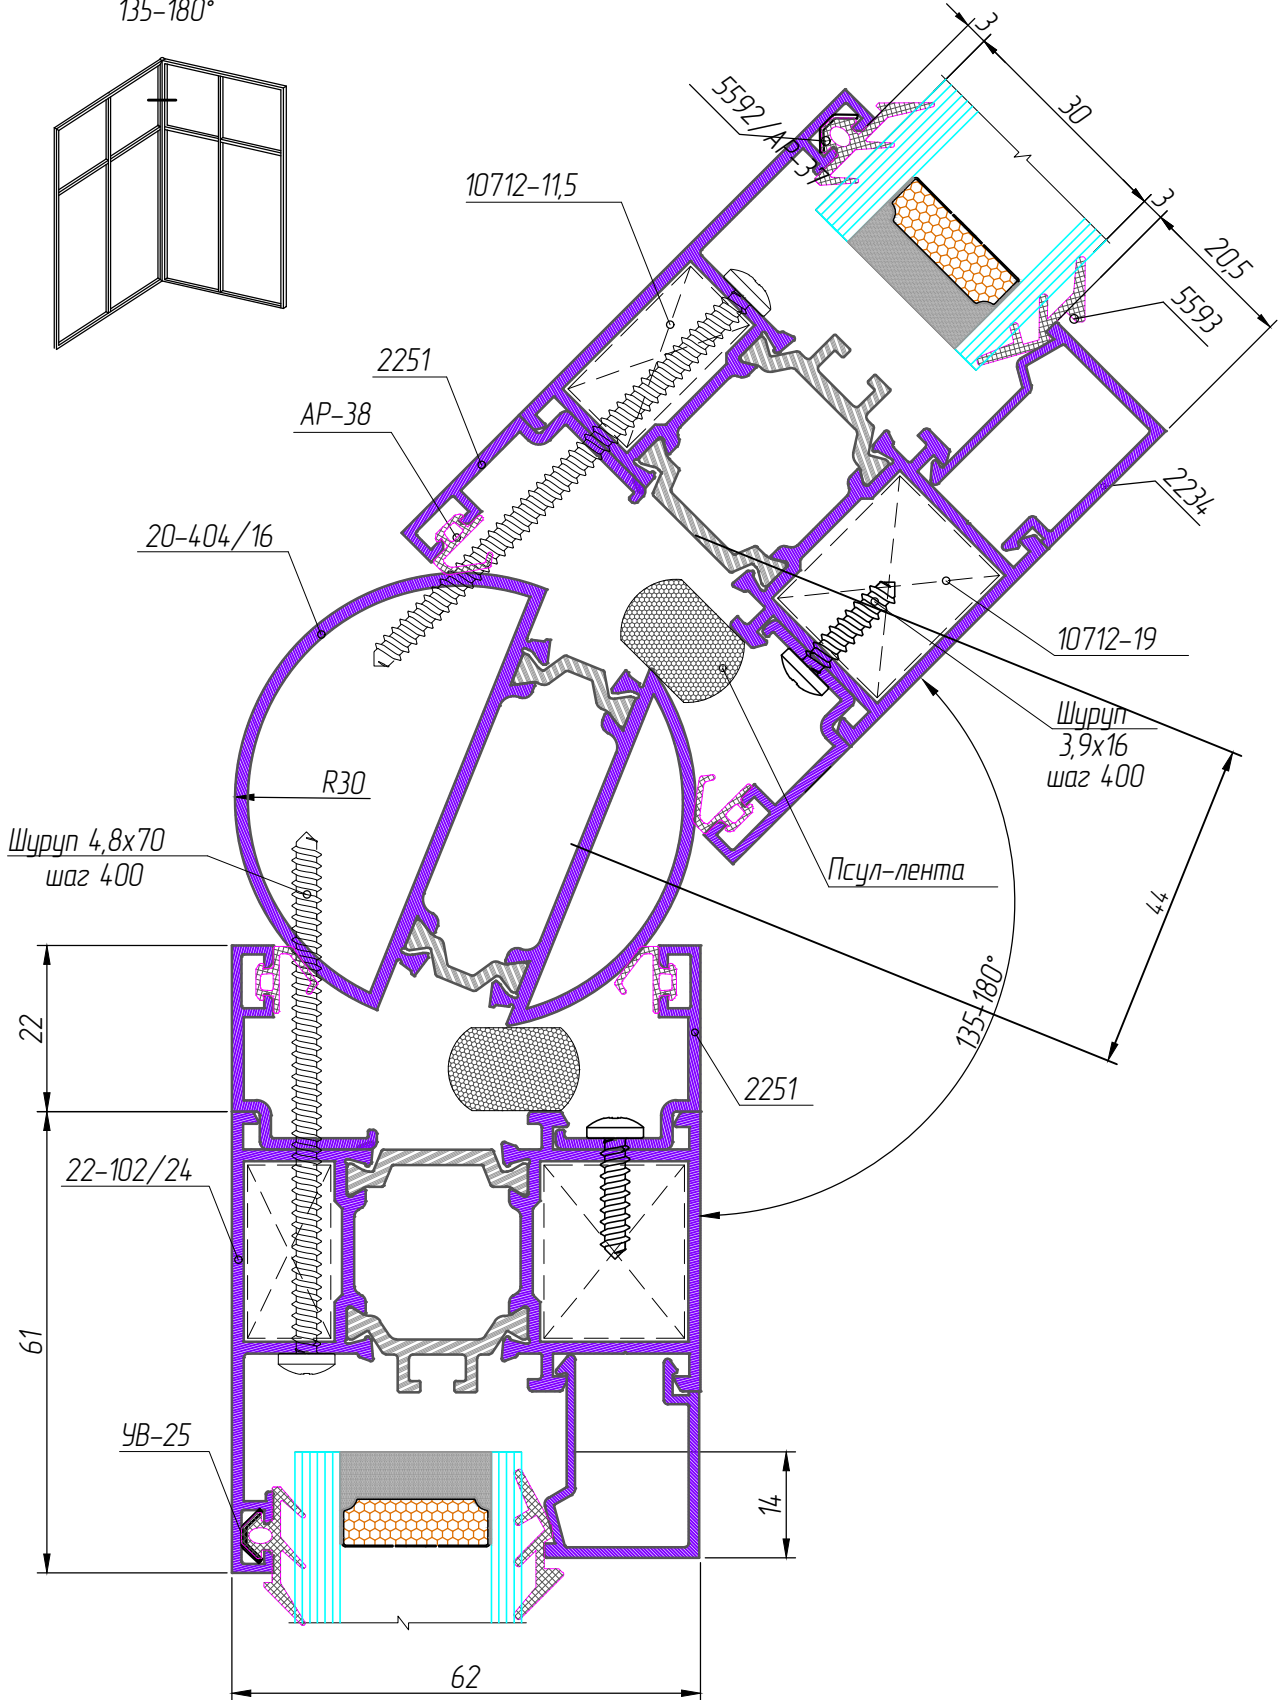 135-180°
3
30
3
20,5
5592/АР-37
5593
10712-11,5
2251
АР-38
2234
20-404/16
10712-19
Шуруп
3,9х16
шаг 400
R30
Шуруп 4,8х70
шаг 400
Псул-лента
44
135-180°
22
2251
22-102/24
61
УВ-25
14
62